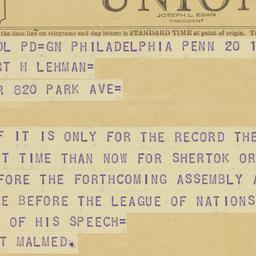 UNION
JOSEPH L. EGAN
PRESIDENT
the date line on telegrams and day letters is STANDARD TIME at point of origin.
OL PD=GN PHILADELPHIA PENN 20 1
RT H LEHMAN=
R 820 PARK AVE=
F IT IS ONLY FOR THE RECORD THE
T TIME THAN NOW FOR SHERTOK OR
FORE THE FORTHCOMING ASSEMBLY A
E BEFORE THE LEAGUE OF NATIONS
OF HIS SPEECH=
T MALMED.